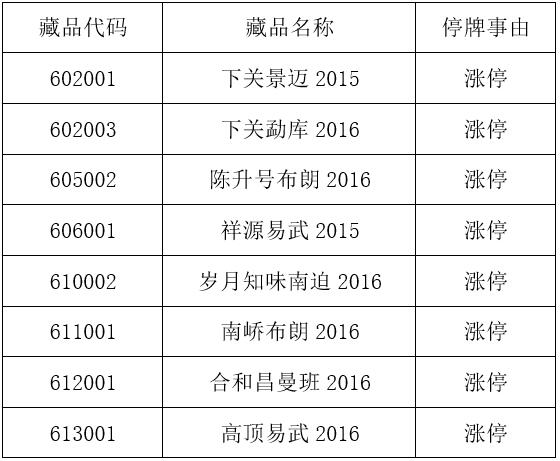 藏品代码 藏品名称 停牌事由
602001 下关景迈 2015 涨停
602003 下关勐库 2016 涨停
605002 陈升号布朗 2016 涨停
606001 祥源易武 2015 涨停
610002 岁月知味南迫 2016 涨停
611001 南峤布朗 2016 涨停
612001 合和昌曼班 2016 涨停
613001 高顶易武 2016 涨停